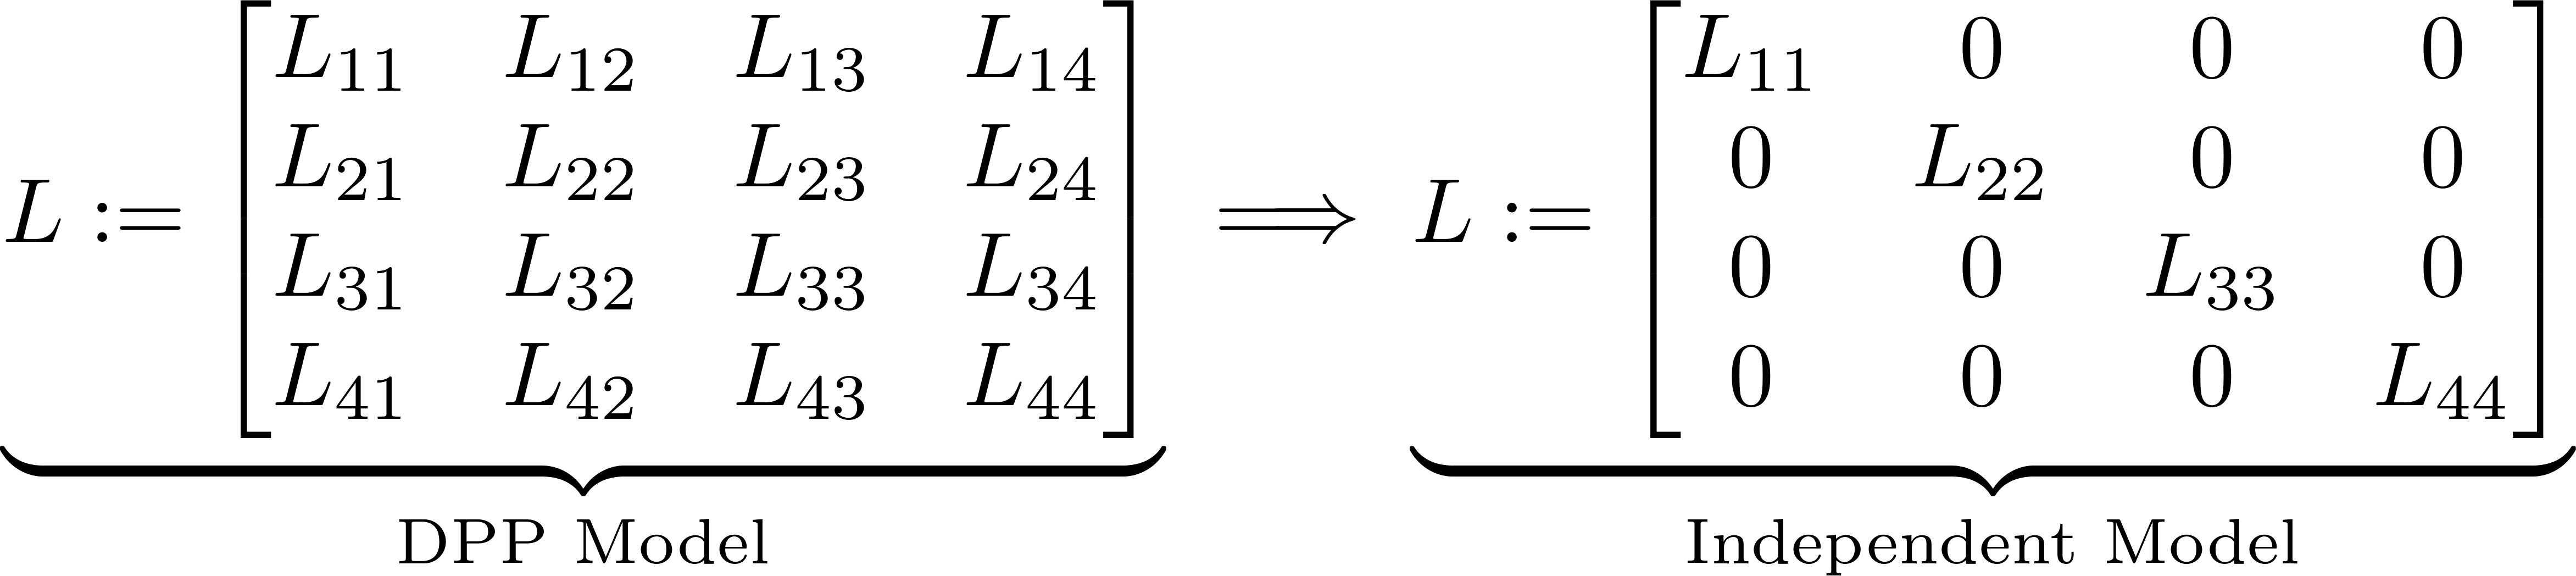 L₁₁ L₁₂ L₁₃ L₁₄ L₁₁ 0 0 0
L₂₁ L₂₂ L₂₃ L₂₄ 0 L₂₂ 0 0
L := ⟹ L :=
L₃₁ L₃₂ L₃₃ L₃₄ 0 0 L₃₃ 0
L₄₁ L₄₂ L₄₃ L₄₄ 0 0 0 L₄₄
DPP Model Independent Model